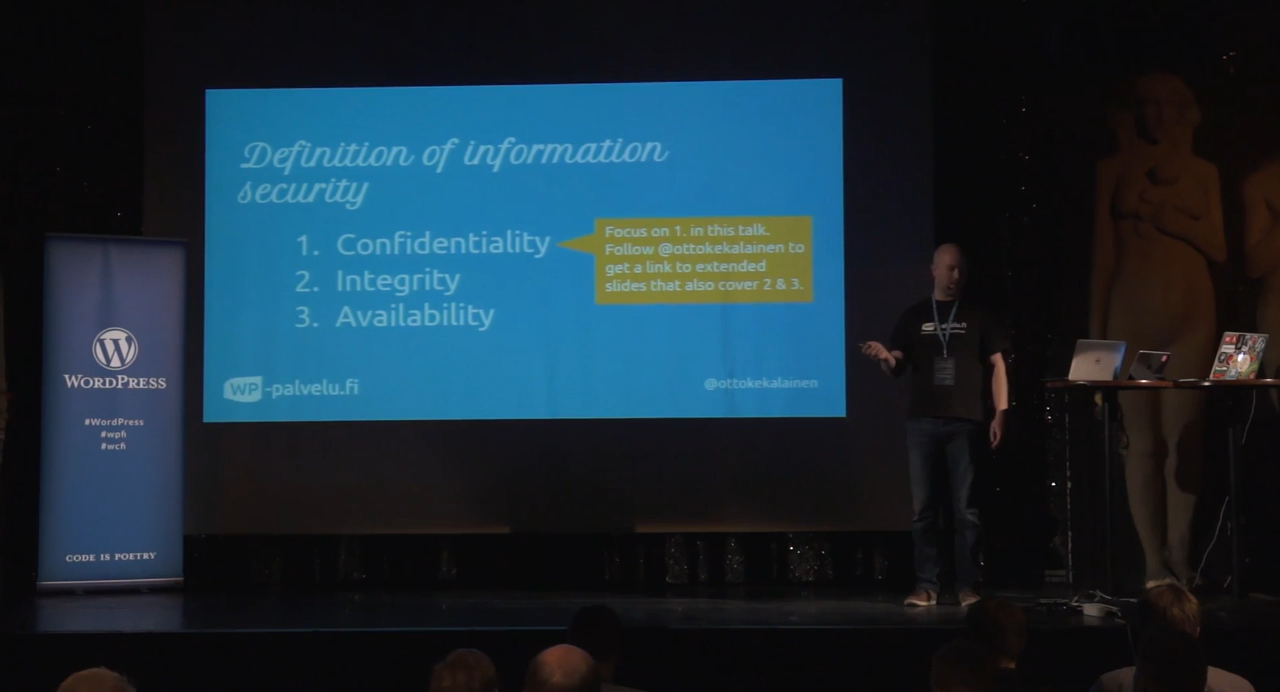 Definition of information
security
1. Confidentiality
2. Integrity
3. Availability
Focus on 1. in this talk.
Follow @ottokekalainen to
get a link to extended
slides that also cover 2 & 3.
WP-palvelu.fi
@ottokekalainen
W
WORDPRESS
#WordPress
#wpfi
#wcfi
CODE IS POETRY